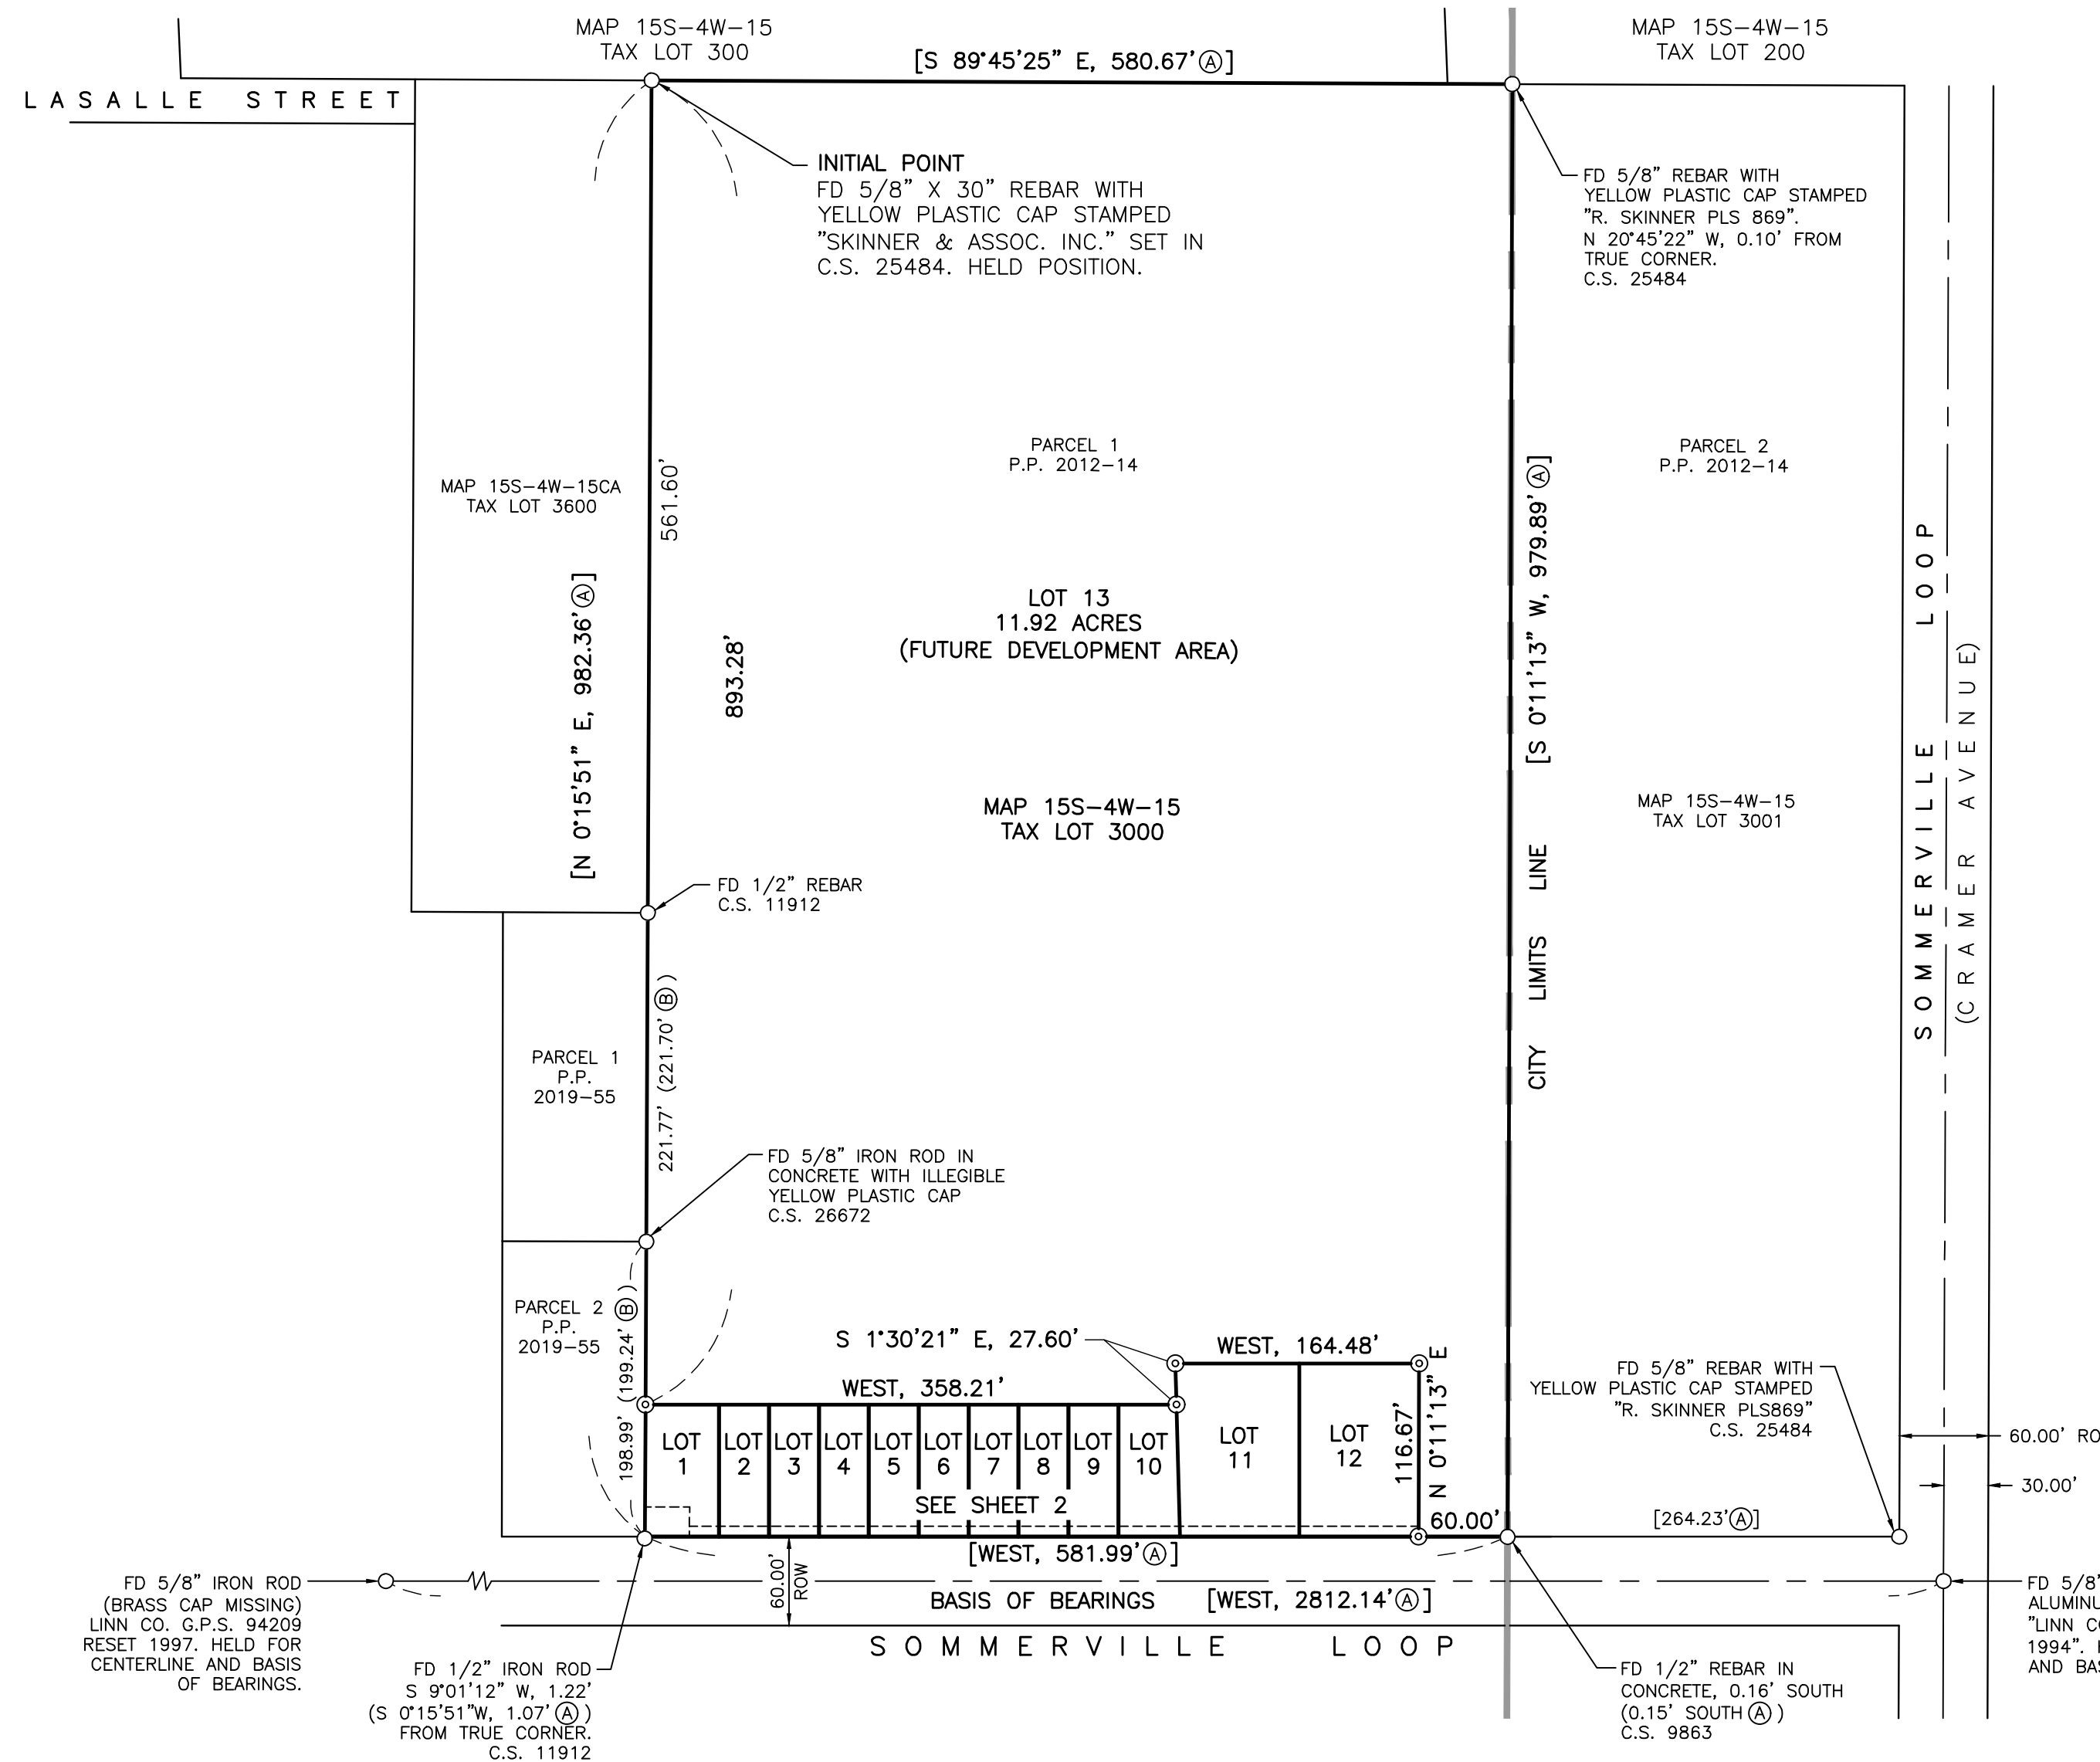 MAP 15S-4W-15
TAX LOT 300
[S 89°45'25" E, 580.67' Ⓐ]
MAP 15S-4W-15
TAX LOT 200
LASALLE STREET
INITIAL POINT
FD 5/8" X 30" REBAR WITH
YELLOW PLASTIC CAP STAMPED
"SKINNER & ASSOC. INC." SET IN
C.S. 25484. HELD POSITION.
FD 5/8" REBAR WITH
YELLOW PLASTIC CAP STAMPED
"R. SKINNER PLS 869".
N 20°45'22" W, 0.10' FROM
TRUE CORNER.
C.S. 25484
MAP 15S-4W-15CA
TAX LOT 3600
561.60'
PARCEL 1
P.P. 2012-14
PARCEL 2
P.P. 2012-14
[N 0°15'51" E, 982.36' Ⓐ]
893.28'
LOT 13
11.92 ACRES
(FUTURE DEVELOPMENT AREA)
[S 0°11'13" W, 979.89' Ⓐ]
CITY LIMITS LINE
SOMMERVILLE LOOP
(CRAMER AVENUE)
MAP 15S-4W-15
TAX LOT 3000
MAP 15S-4W-15
TAX LOT 3001
FD 1/2" REBAR
C.S. 11912
PARCEL 1
P.P.
2019-55
221.77' (221.70' Ⓑ)
FD 5/8" IRON ROD IN
CONCRETE WITH ILLEGIBLE
YELLOW PLASTIC CAP
C.S. 26672
PARCEL 2
P.P.
2019-55
198.99' (199.24' Ⓑ)
S 1°30'21" E, 27.60'
WEST, 164.48'
WEST, 358.21'
N 0°11'13" E
116.67'
FD 5/8" REBAR WITH
YELLOW PLASTIC CAP STAMPED
"R. SKINNER PLS869"
C.S. 25484
LOT
1
LOT
2
LOT
3
LOT
4
LOT
5
LOT
6
LOT
7
LOT
8
LOT
9
LOT
10
LOT
11
LOT
12
SEE SHEET 2
60.00'
60.00' RO
30.00'
[264.23' Ⓐ]
[WEST, 581.99' Ⓐ]
60.00'
ROW
BASIS OF BEARINGS [WEST, 2812.14' Ⓐ]
SOMMERVILLE LOOP
FD 5/8" IRON ROD
(BRASS CAP MISSING)
LINN CO. G.P.S. 94209
RESET 1997. HELD FOR
CENTERLINE AND BASIS
OF BEARINGS.
FD 1/2" IRON ROD
S 9°01'12" W, 1.22'
(S 0°15'51"W, 1.07' Ⓐ)
FROM TRUE CORNER.
C.S. 11912
FD 1/2" REBAR IN
CONCRETE, 0.16' SOUTH
(0.15' SOUTH Ⓐ)
C.S. 9863
FD 5/8"
ALUMINU
"LINN CO
1994".
AND BAS